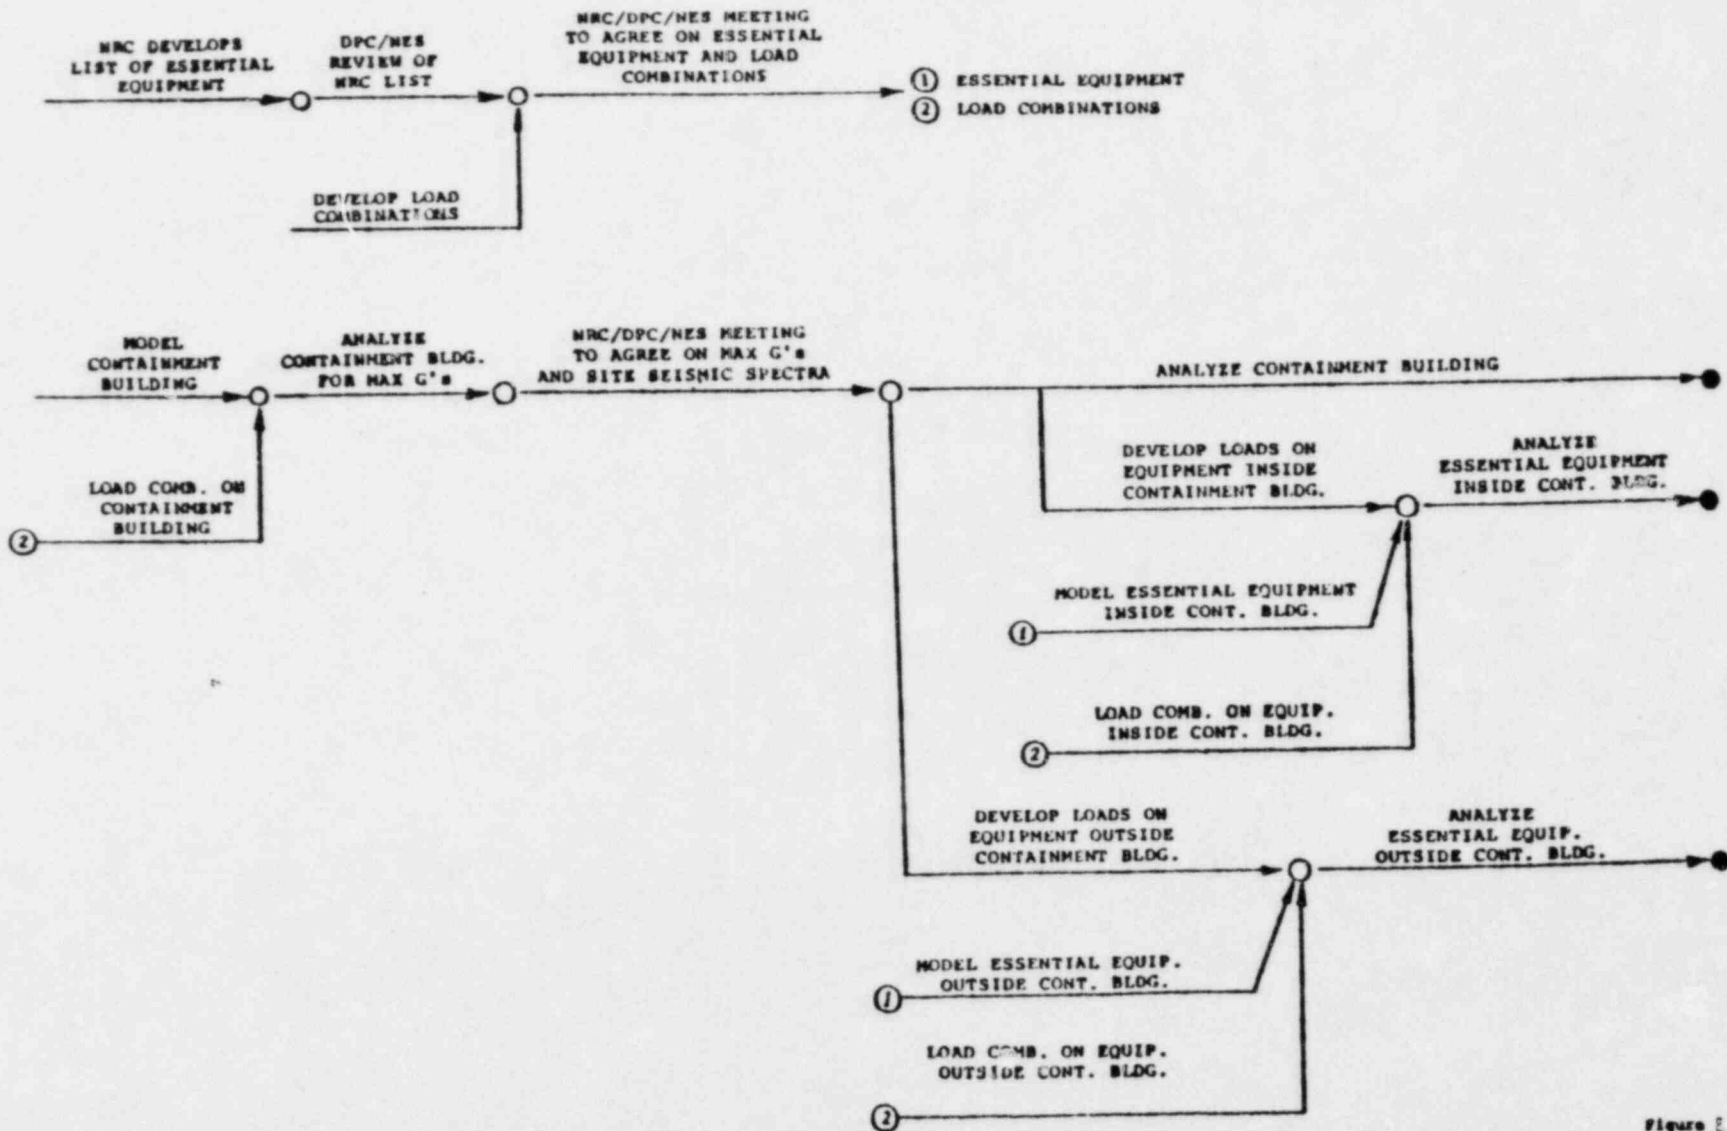 NRC DEVELOPS
LIST OF ESSENTIAL
EQUIPMENT
DPC/NES
REVIEW OF
NRC LIST
NRC/DPC/NES MEETING
TO AGREE ON ESSENTIAL
EQUIPMENT AND LOAD
COMBINATIONS
① ESSENTIAL EQUIPMENT
② LOAD COMBINATIONS
DEVELOP LOAD
COMBINATIONS
MODEL
CONTAINMENT
BUILDING
ANALYZE
CONTAINMENT BLDG.
FOR MAX G's
NRC/DPC/NES MEETING
TO AGREE ON MAX G's
AND SITE SEISMIC SPECTRA
ANALYZE CONTAINMENT BUILDING
LOAD COMB. ON
CONTAINMENT
BUILDING
②
DEVELOP LOADS ON
EQUIPMENT INSIDE
CONTAINMENT BLDG.
ANALYZE
ESSENTIAL EQUIPMENT
INSIDE CONT. BLDG.
MODEL ESSENTIAL EQUIPMENT
INSIDE CONT. BLDG.
①
LOAD COMB. ON EQUIP.
INSIDE CONT. BLDG.
②
DEVELOP LOADS ON
EQUIPMENT OUTSIDE
CONTAINMENT BLDG.
ANALYZE
ESSENTIAL EQUIP.
OUTSIDE CONT. BLDG.
MODEL ESSENTIAL EQUIP.
OUTSIDE CONT. BLDG.
①
LOAD COMB. ON EQUIP.
OUTSIDE CONT. BLDG.
②
Figure